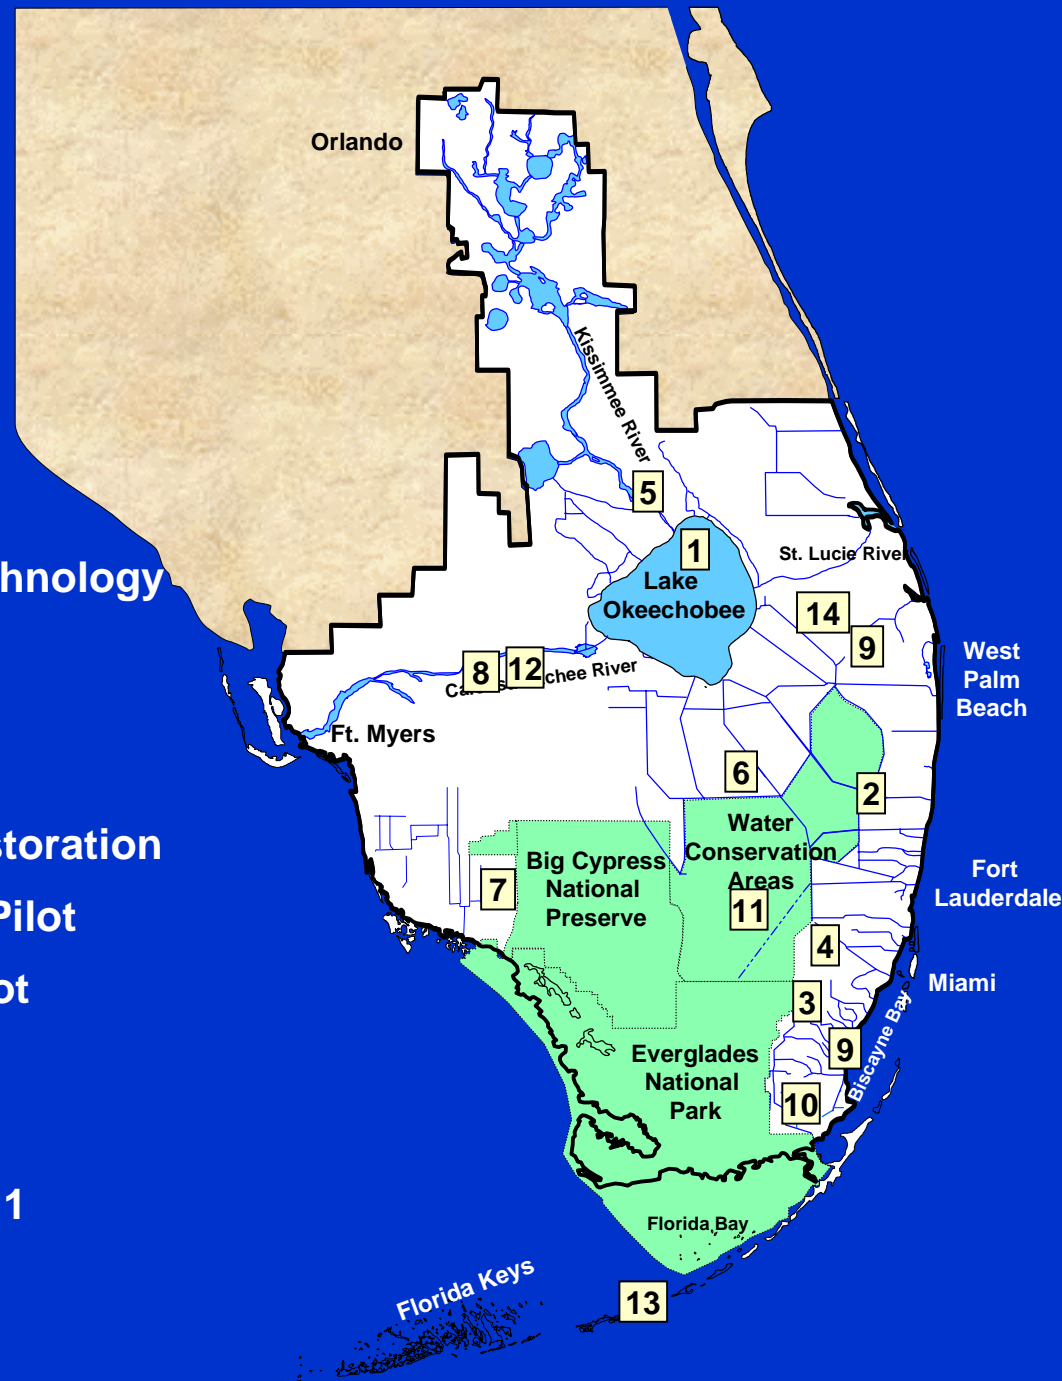 Orlando
Kissimmee River
5
1
St. Lucie River
hnology
Lake
Okeechobee
14
9
8
12
chee River
West
Palm
Beach
Ft. Myers
6
2
Water
Conservation
Areas
storation
Big Cypress
National
Preserve
Fort
Lauderdale
7
11
Pilot
4
ot
Miami
3
Biscayne Bay
9
Everglades
National
Park
10
1
Florida Bay
Florida Keys
13